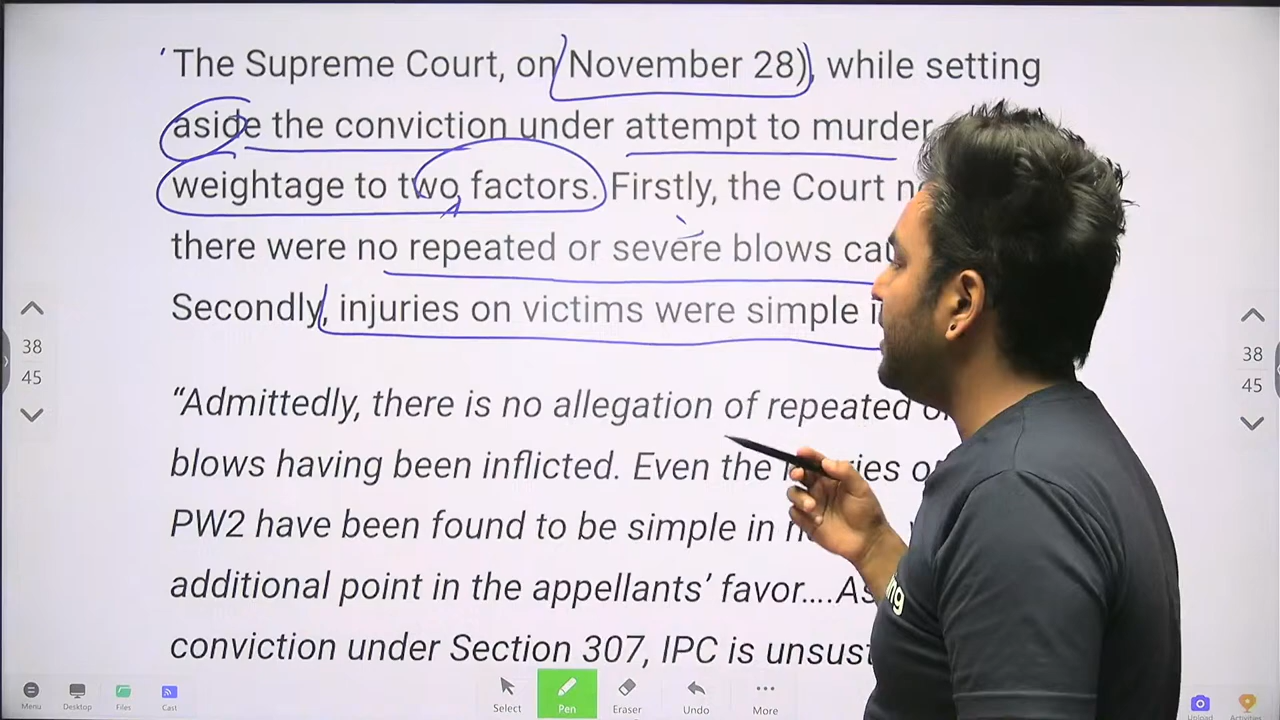 The Supreme Court, on November 28), while setting
aside the conviction under attempt to murder
weightage to two factors. Firstly, the Court
there were no repeated or severe blows
Secondly, injuries on victims were simple
“Admittedly, there is no allegation of repeated
blows having been inflicted. Even the
PW2 have been found to be simple in
additional point in the appellants’ favor....As
conviction under Section 307, IPC is
38
45
38
45
Menu
Desktop
Files
Cast
Select
Pen
Eraser
Undo
More
Upload